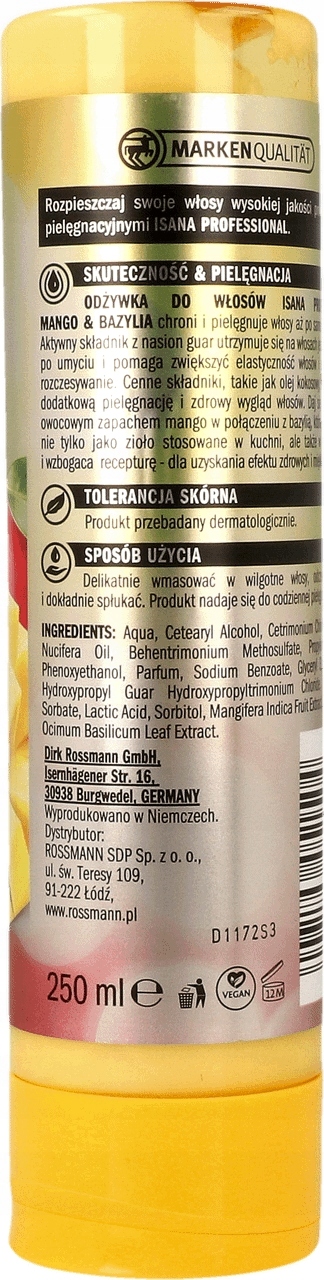 MARKENQUALITÄT
Rozpieszczaj swoje włosy wysokiej jakości
pielęgnacyjnymi ISANA PROFESSIONAL.
SKUTECZNOŚĆ & PIELĘGNACJA
ODŻYWKA DO WŁOSÓW ISANA
MANGO & BAZYLIA chroni i pielęgnuje włosy aż po
Aktywny składnik z nasion guar utrzymuje się na włosach
po umyciu i pomaga zwiększyć elastyczność włosów
rozczesywanie. Cenne składniki, takie jak olej kokosowy
dodatkową pielęgnację i zdrowy wygląd włosów.
owocowym zapachem mango w połączeniu z bazylią,
nie tylko jako zioło stosowane w kuchni, ale także
i wzbogaca recepturę - dla uzyskania efektu zdrowych i
TOLERANCJA SKÓRNA
Produkt przebadany dermatologicznie.
SPOSÓB UŻYCIA
Delikatnie wmasować w wilgotne włosy,
i dokładnie spłukać. Produkt nadaje się do codziennej
INGREDIENTS: Aqua, Cetearyl Alcohol, Cetrimonium
Nucifera Oil, Behentrimonium Methosulfate,
Phenoxyethanol, Parfum, Sodium Benzoate, Glyceryl
Hydroxypropyl Guar Hydroxypropyltrimonium Chloride,
Sorbate, Lactic Acid, Sorbitol, Mangifera Indica Fruit
Ocimum Basilicum Leaf Extract.
Dirk Rossmann GmbH,
Isernhägener Str. 16,
30938 Burgwedel, GERMANY
Wyprodukowano w Niemczech.
Dystrybutor:
ROSSMANN SDP Sp. z o. o.,
ul. św. Teresy 109,
91-222 Łódź,
www.rossmann.pl
D1172S3
250 ml e VEGAN 12M